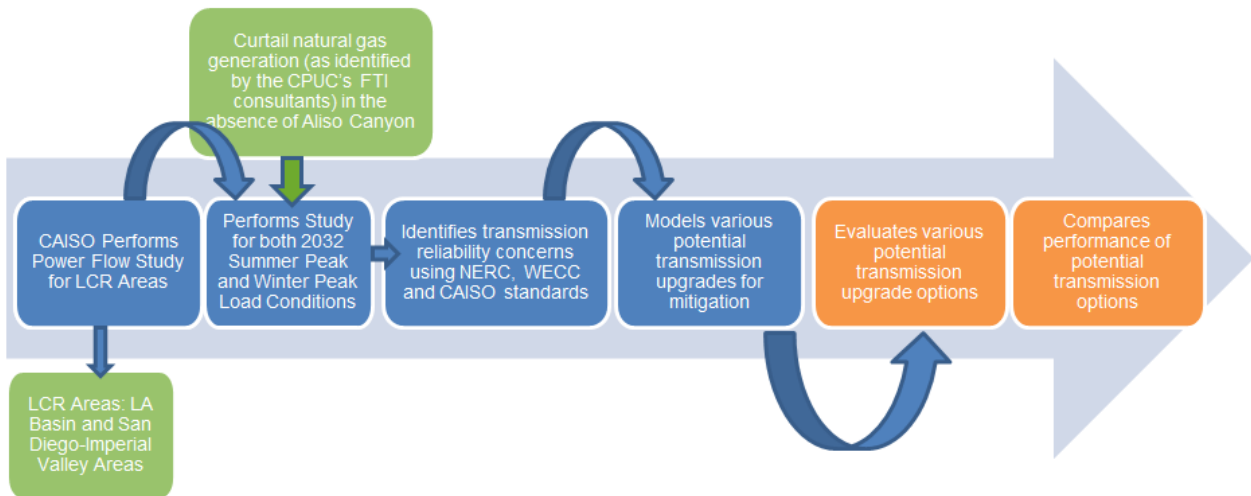 Curtail natural gas
generation (as identified
by the CPUC's FTI
consultants) in the
absence of Aliso Canyon
CAISO Performs
Power Flow Study
for LCR Areas
Performs Study
for both 2032
Summer Peak
and Winter Peak
Load Conditions
Identifies transmission
reliability concerns
using NERC, WECC
and CAISO standards
Models various
potential
transmission
upgrades for
mitigation
Evaluates various
potential
transmission
upgrade options
Compares
performance of
potential
transmission
options
LCR Areas: LA
Basin and San
Diego-Imperial
Valley Areas